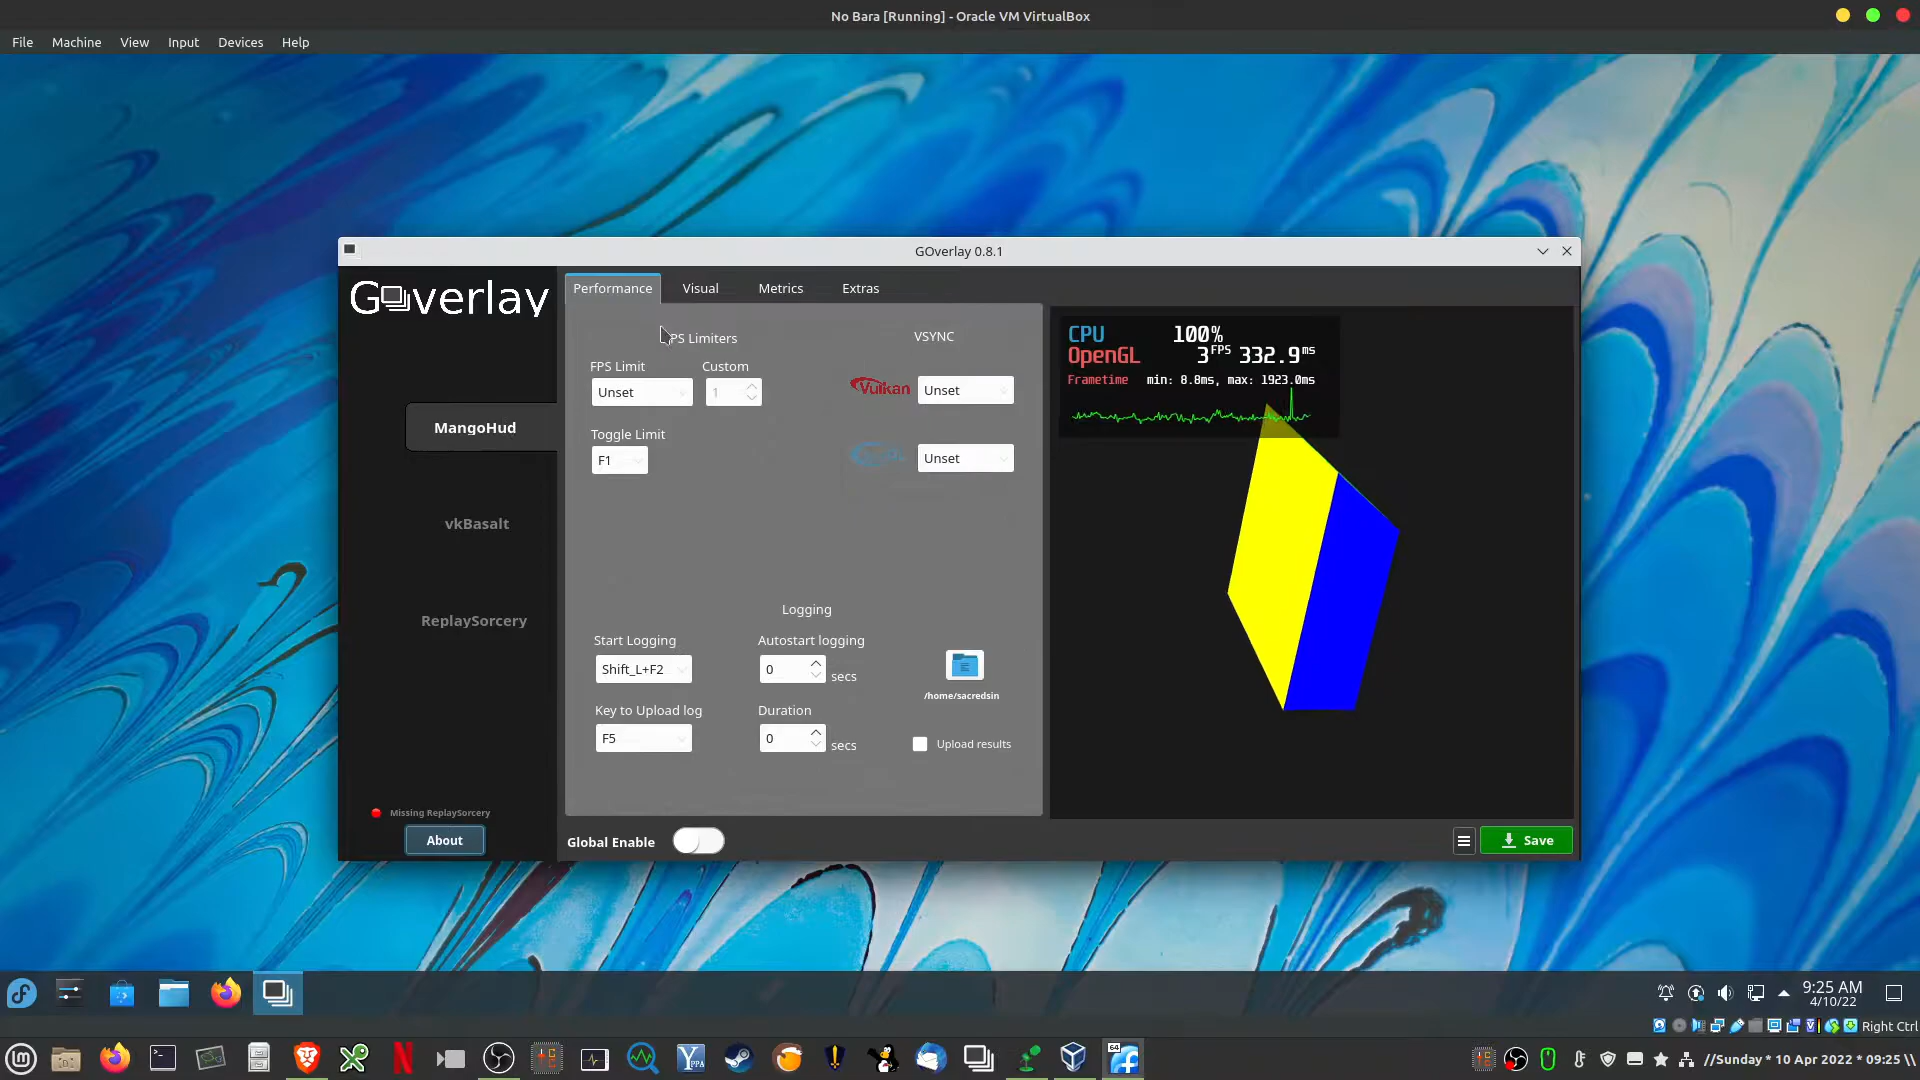 No Bara [Running] - Oracle VM VirtualBox
File Machine View Input Devices Help
GOverlay 0.8.1
Goverlay
Performance Visual Metrics Extras
PS Limiters
VSYNC
FPS Limit
Custom
Unset
1
Vulkan
Unset
Toggle Limit
F1
Unset
MangoHud
vkBasalt
ReplaySorcery
Logging
Start Logging
Autostart logging
Shift_L+F2
0
secs
/home/sacredsin
Key to Upload log
Duration
F5
0
secs
Upload results
Missing ReplaySorcery
About
Global Enable
Save
CPU 100%
OpenGL 3 FPS 332.9 ms
Frametime min: 8.8ms, max: 1923.0ms
9:25 AM
4/10/22
Right Ctrl
64
//Sunday * 10 Apr 2022 * 09:25 \\